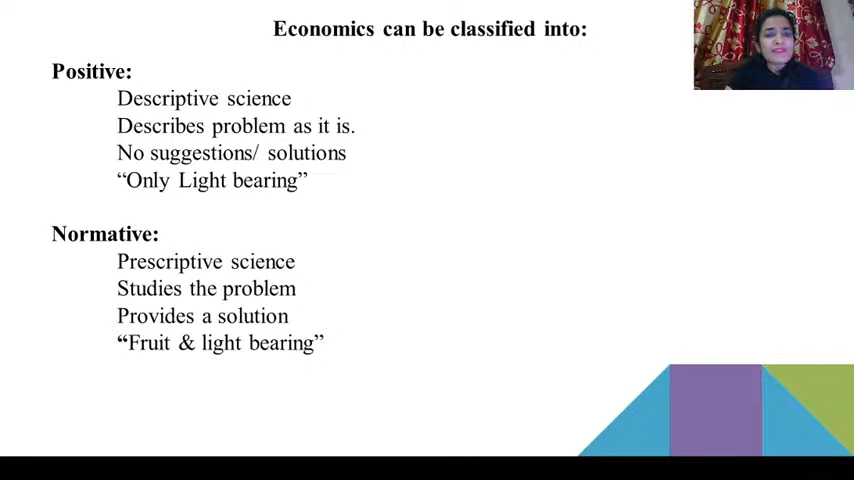 Economics can be classified into:
Positive:
Descriptive science
Describes problem as it is.
No suggestions/ solutions
“Only Light bearing”
Normative:
Prescriptive science
Studies the problem
Provides a solution
“Fruit & light bearing”